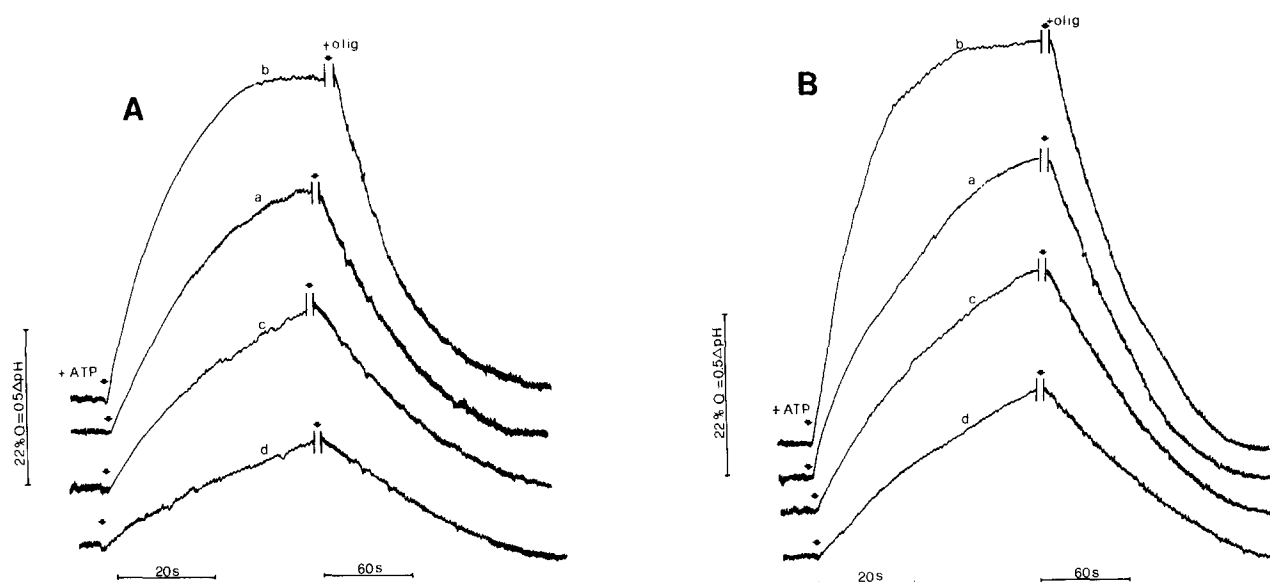 A
+olig
b
a
c
d
+ATP
22%Q=0.5ΔpH
20s
60s
B
+olig
b
a
c
d
+ATP
22%Q=0.5ΔpH
20s
60s